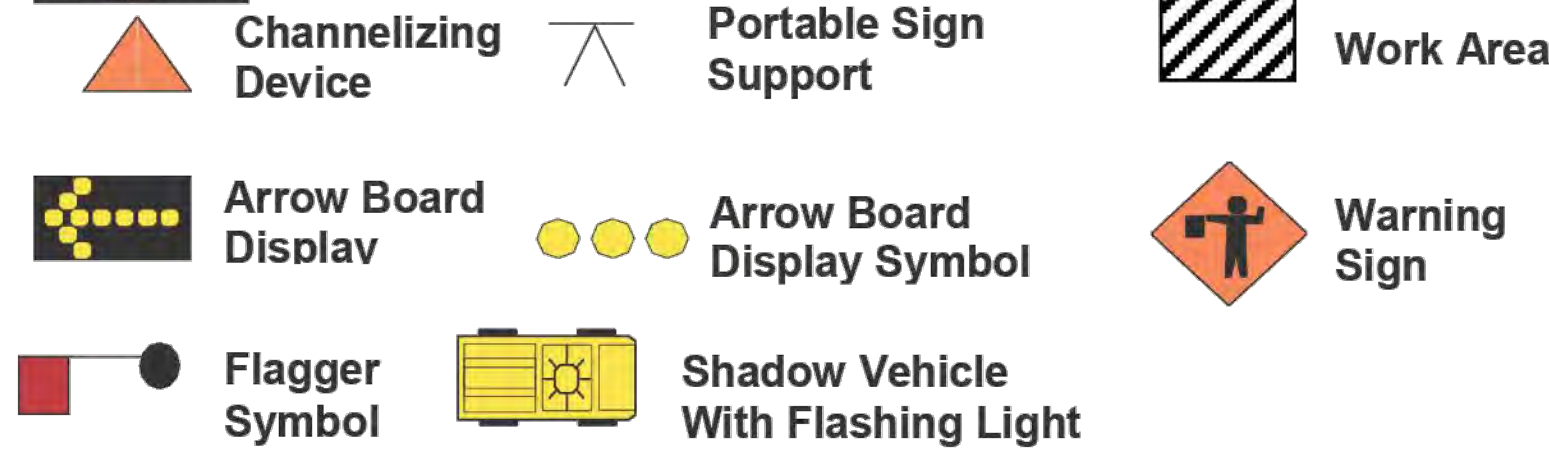 Channelizing
Device
Portable Sign
Support
Work Area
Arrow Board
Display
Arrow Board
Display Symbol
Warning
Sign
Flagger
Symbol
Shadow Vehicle
With Flashing Light